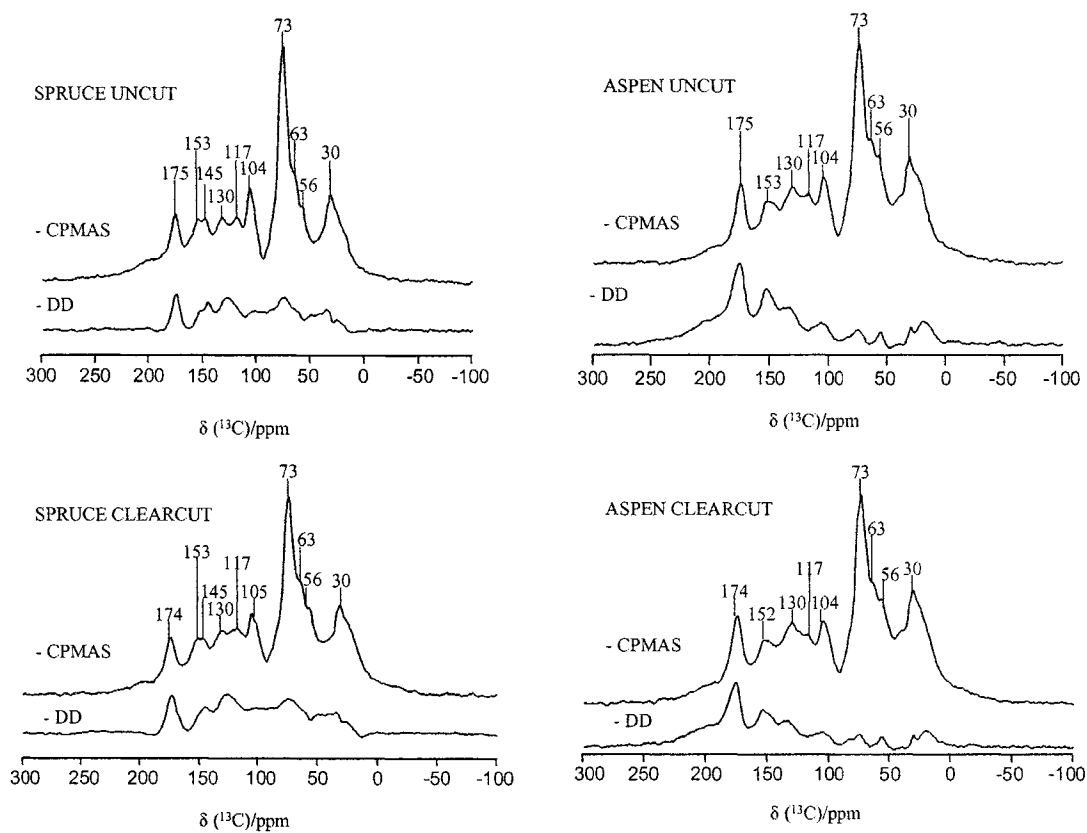 SPRUCE UNCUT
73
175
153
145
130
117
104
63
56
30
- CPMAS
- DD
300 250 200 150 100 50 0 -50 -100
δ (¹³C)/ppm
ASPEN UNCUT
73
175
153
130
117
104
63
56
30
- CPMAS
- DD
300 250 200 150 100 50 0 -50 -100
δ (¹³C)/ppm
SPRUCE CLEARCUT
73
174
153
145
130
117
105
63
56
30
- CPMAS
- DD
300 250 200 150 100 50 0 -50 -100
δ (¹³C)/ppm
ASPEN CLEARCUT
73
174
152
130
117
104
63
56
30
- CPMAS
- DD
300 250 200 150 100 50 0 -50 -100
δ (¹³C)/ppm